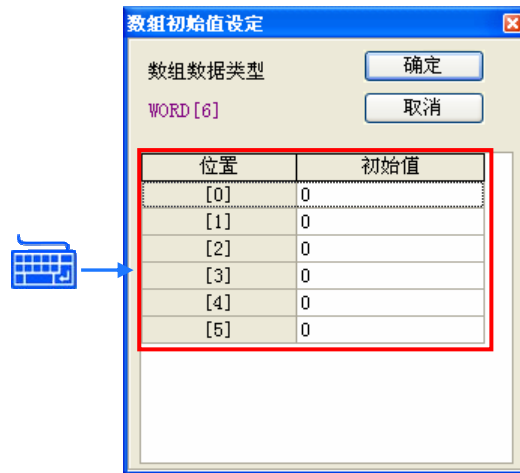 数组初始值设定
数组数据类型
确定
WORD[6]
取消
位置 初始值
[0] 0
[1] 0
[2] 0
[3] 0
[4] 0
[5] 0